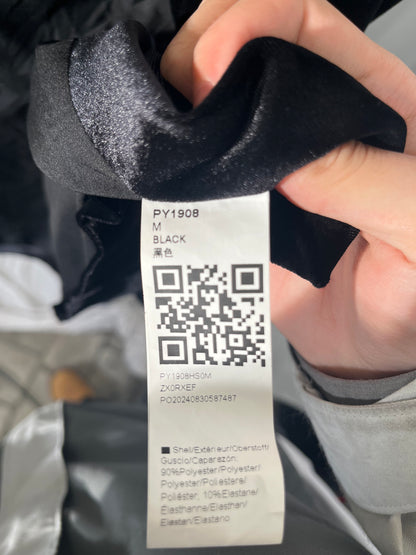 PY1908
M
BLACK
黑色
PY1908HS0M
ZX0RXEF
PO20240830587487
Shell/Extérieur/Oberstoff/
Guscio/Caparazón:
90%Polyester/Polyester/
Polyester/Poliestere/
Poliéster, 10%Elastane/
Élasthanne/Elasthan/
Elastan/Elastano